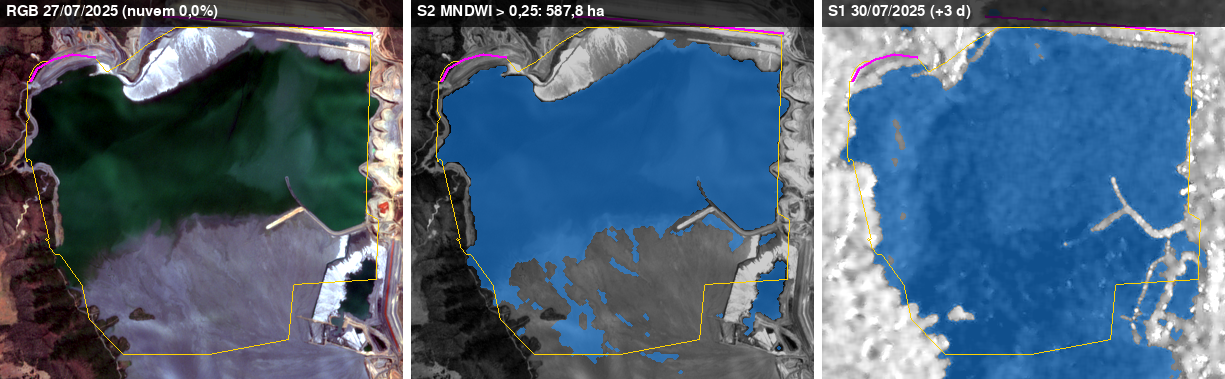 RGB 27/07/2025 (nuvem 0,0%)
S2 MNDWI > 0,25: 587,8 ha
S1 30/07/2025 (+3 d)